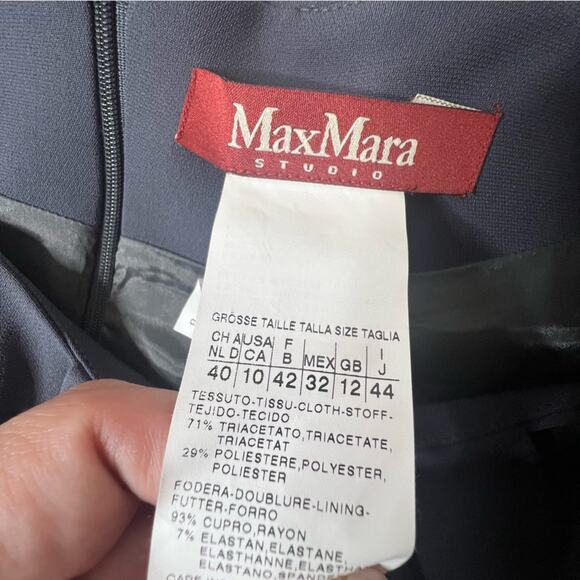 MaxMara
STUDIO
GRÖSSE TAILLE TALLA SIZE TAGLIA
CH A USA F I
NL D CA B MEX GB J
40 10 42 32 12 44
TESSUTO-TISSU-CLOTH-STOFF-
TEJIDO-TECIDO
71% TRIACETATO,TRIACETATE,
TRIACETAT
29% POLIESTERE,POLYESTER,
POLIESTER
FODERA-DOUBLURE-LINING-
FUTTER-FORRO
93% CUPRO,RAYON
7% ELASTAN,ELASTANE,
ELASTHANNE,ELASTHAN
ELASTANO,